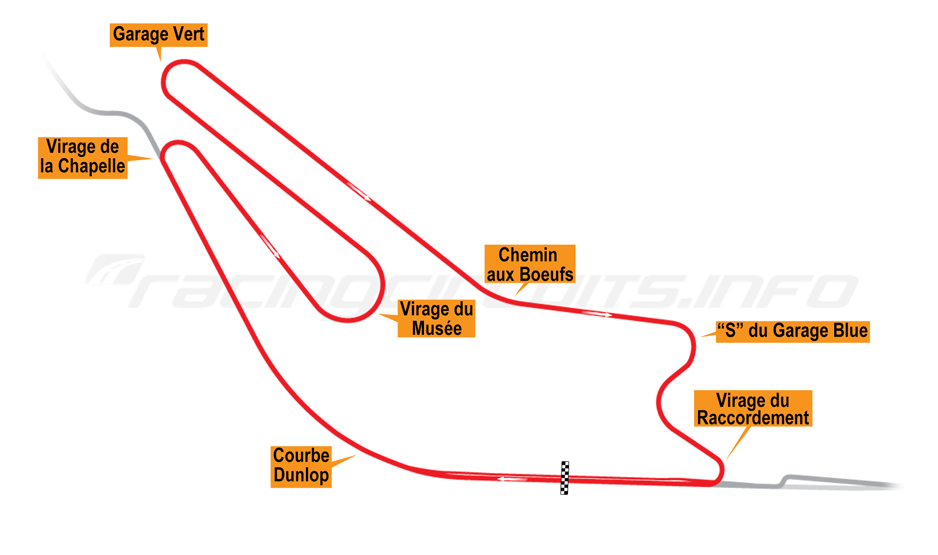 Garage Vert
Virage de
la Chapelle
Chemin
aux Boeufs
racingcircuits.info
Virage du
Musée
“S” du Garage Blue
Virage du
Raccordement
Courbe
Dunlop